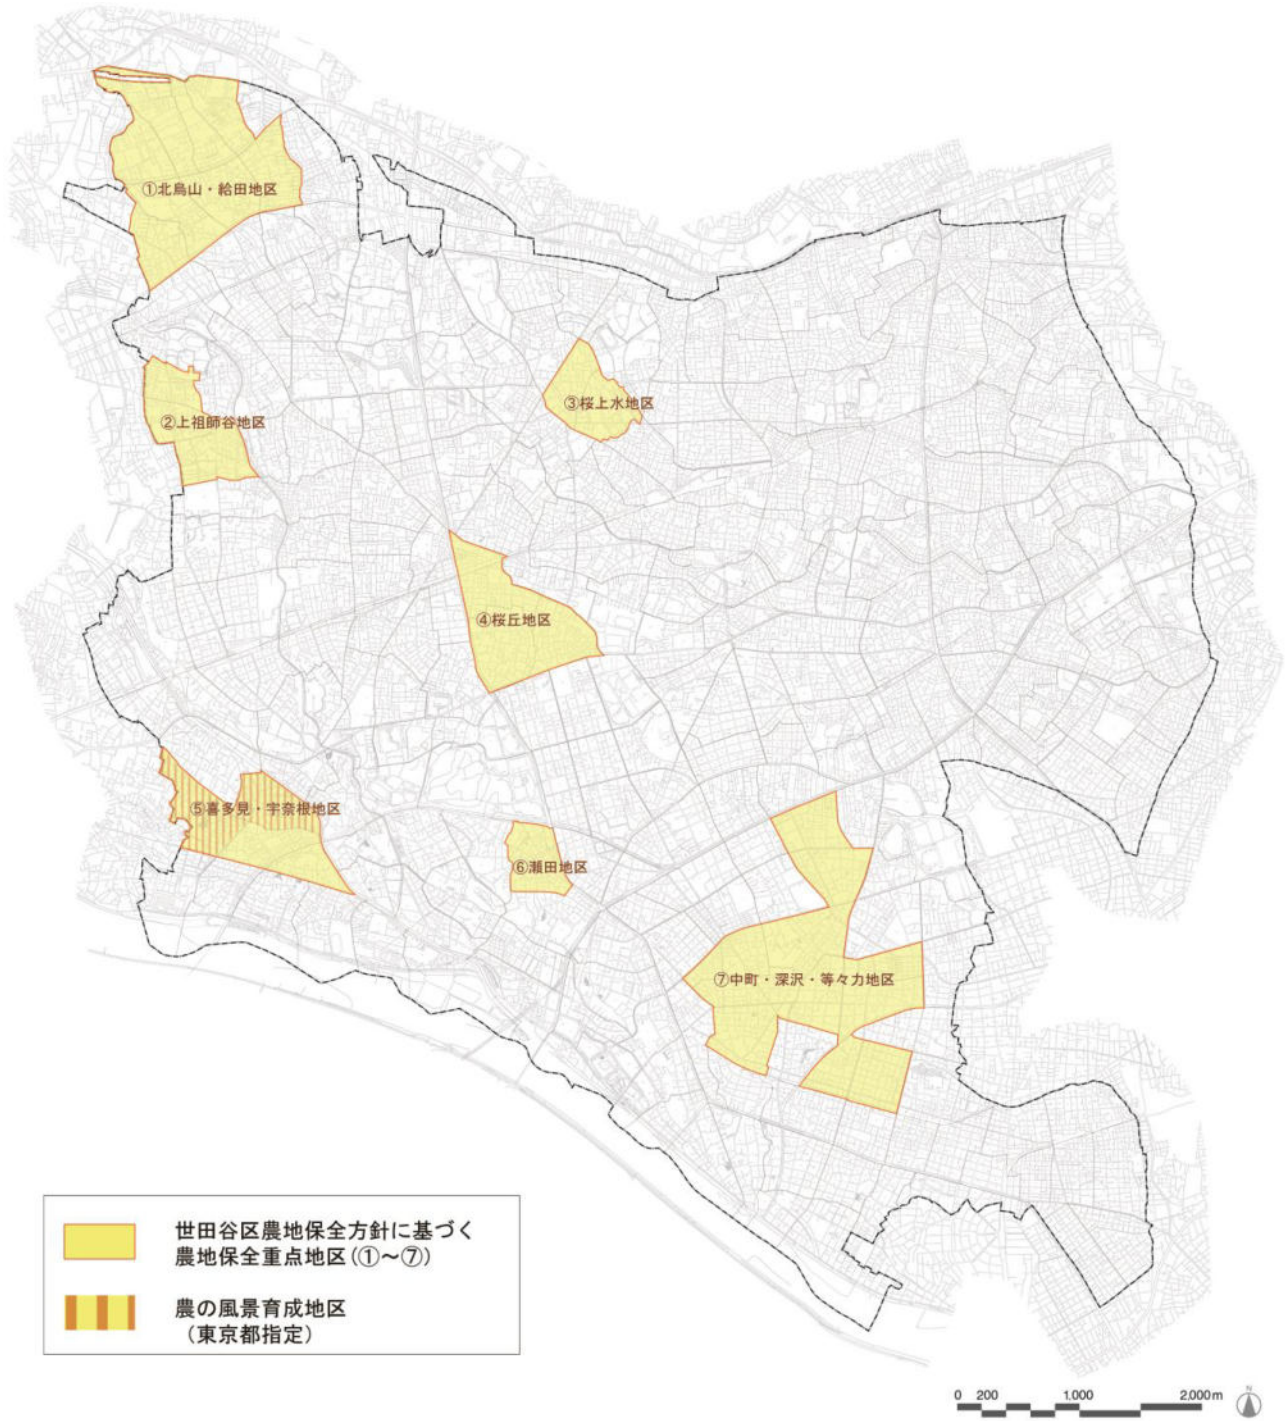 ①北烏山・給田地区
②上祖師谷地区
③桜上水地区
④桜丘地区
⑤喜多見・宇奈根地区
⑥瀬田地区
⑦中町・深沢・等々力地区
世田谷区農地保全方針に基づく
農地保全重点地区(①～⑦)
農の風景育成地区
（東京都指定）
0 200 1,000 2,000m
N